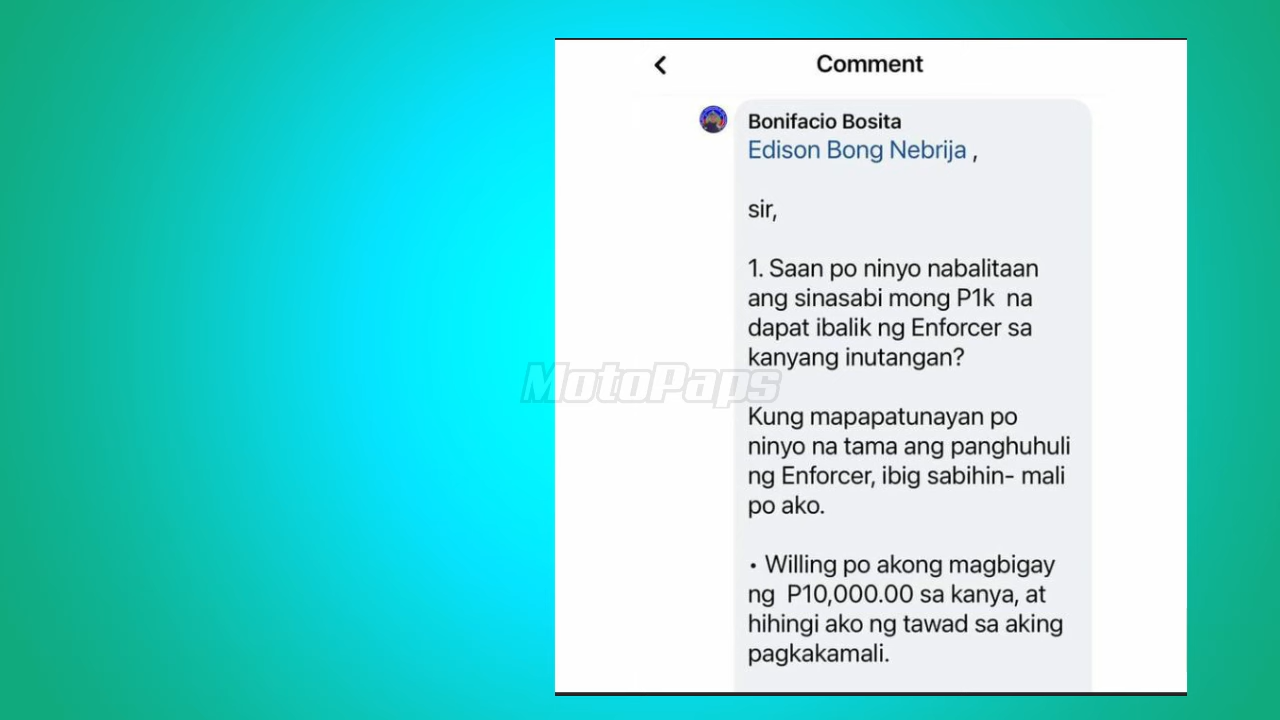 Comment
Bonifacio Bosita
Edison Bong Nebrija ,
sir,
1. Saan po ninyo nabalitaan
ang sinasabi mong P1k na
dapat ibalik ng Enforcer sa
kanyang inutangan?
MotoPaps
Kung mapapatunayan po
ninyo na tama ang panghuhuli
ng Enforcer, ibig sabihin- mali
po ako.
• Willing po akong magbigay
ng P10,000.00 sa kanya, at
hihingi ako ng tawad sa aking
pagkakamali.